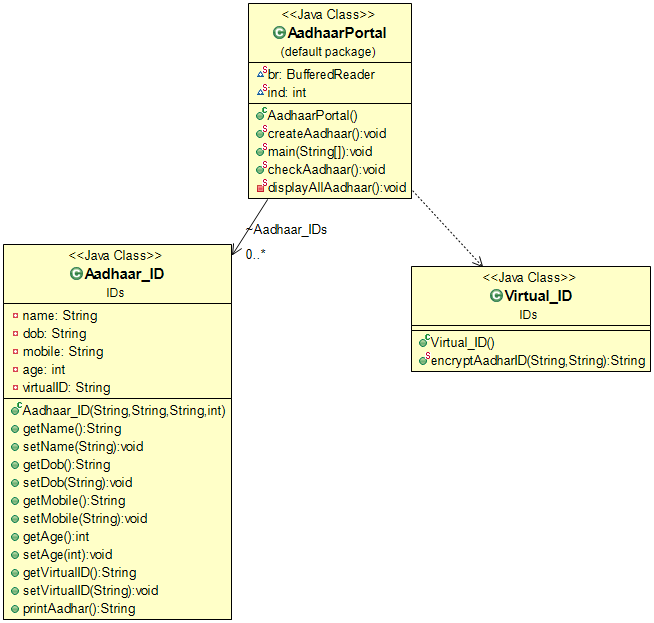 <<Java Class>>
AadhaarPortal
(default package)
br: BufferedReader
ind: int
AadhaarPortal()
createAadhaar():void
main(String[]):void
checkAadhaar():void
displayAllAadhaar():void
~Aadhaar_IDs
0..*
<<Java Class>>
Aadhaar_ID
IDs
name: String
dob: String
mobile: String
age: int
virtualID: String
Aadhaar_ID(String,String,String,int)
getName():String
setName(String):void
getDob():String
setDob(String):void
getMobile():String
setMobile(String):void
getAge():int
setAge(int):void
getVirtualID():String
setVirtualID(String):void
printAadhar():String
<<Java Class>>
Virtual_ID
IDs
Virtual_ID()
encryptAadharID(String,String):String